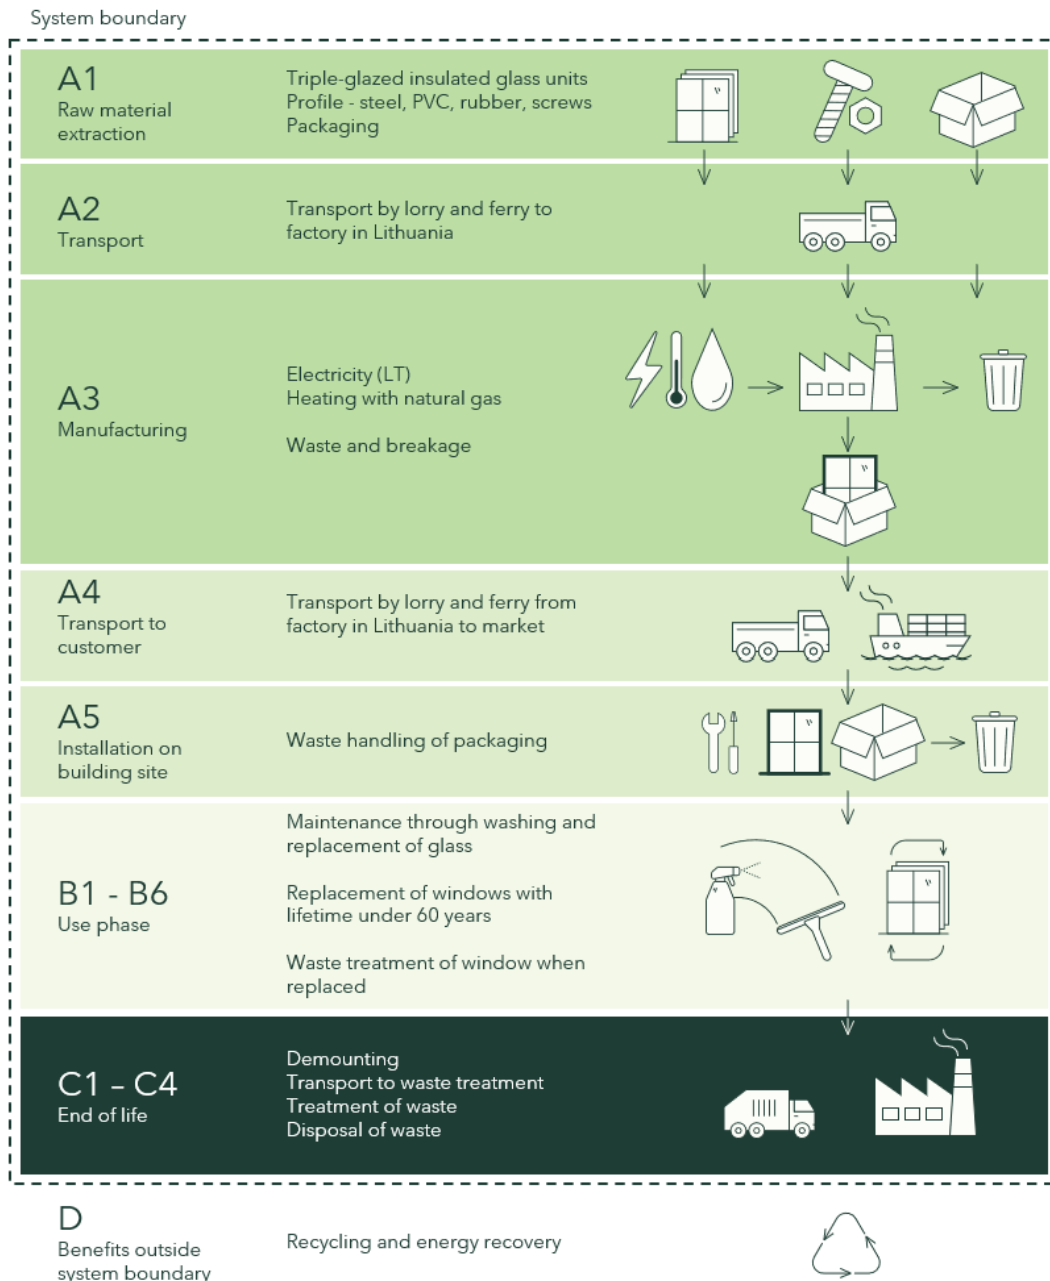 System boundary
A1
Raw material
extraction
Triple-glazed insulated glass units
Profile - steel, PVC, rubber, screws
Packaging
A2
Transport
Transport by lorry and ferry to
factory in Lithuania
A3
Manufacturing
Electricity (LT)
Heating with natural gas
Waste and breakage
A4
Transport to
customer
Transport by lorry and ferry from
factory in Lithuania to market
A5
Installation on
building site
Waste handling of packaging
B1 - B6
Use phase
Maintenance through washing and
replacement of glass
Replacement of windows with
lifetime under 60 years
Waste treatment of window when
replaced
C1 – C4
End of life
Demounting
Transport to waste treatment
Treatment of waste
Disposal of waste
D
Benefits outside
system boundary
Recycling and energy recovery